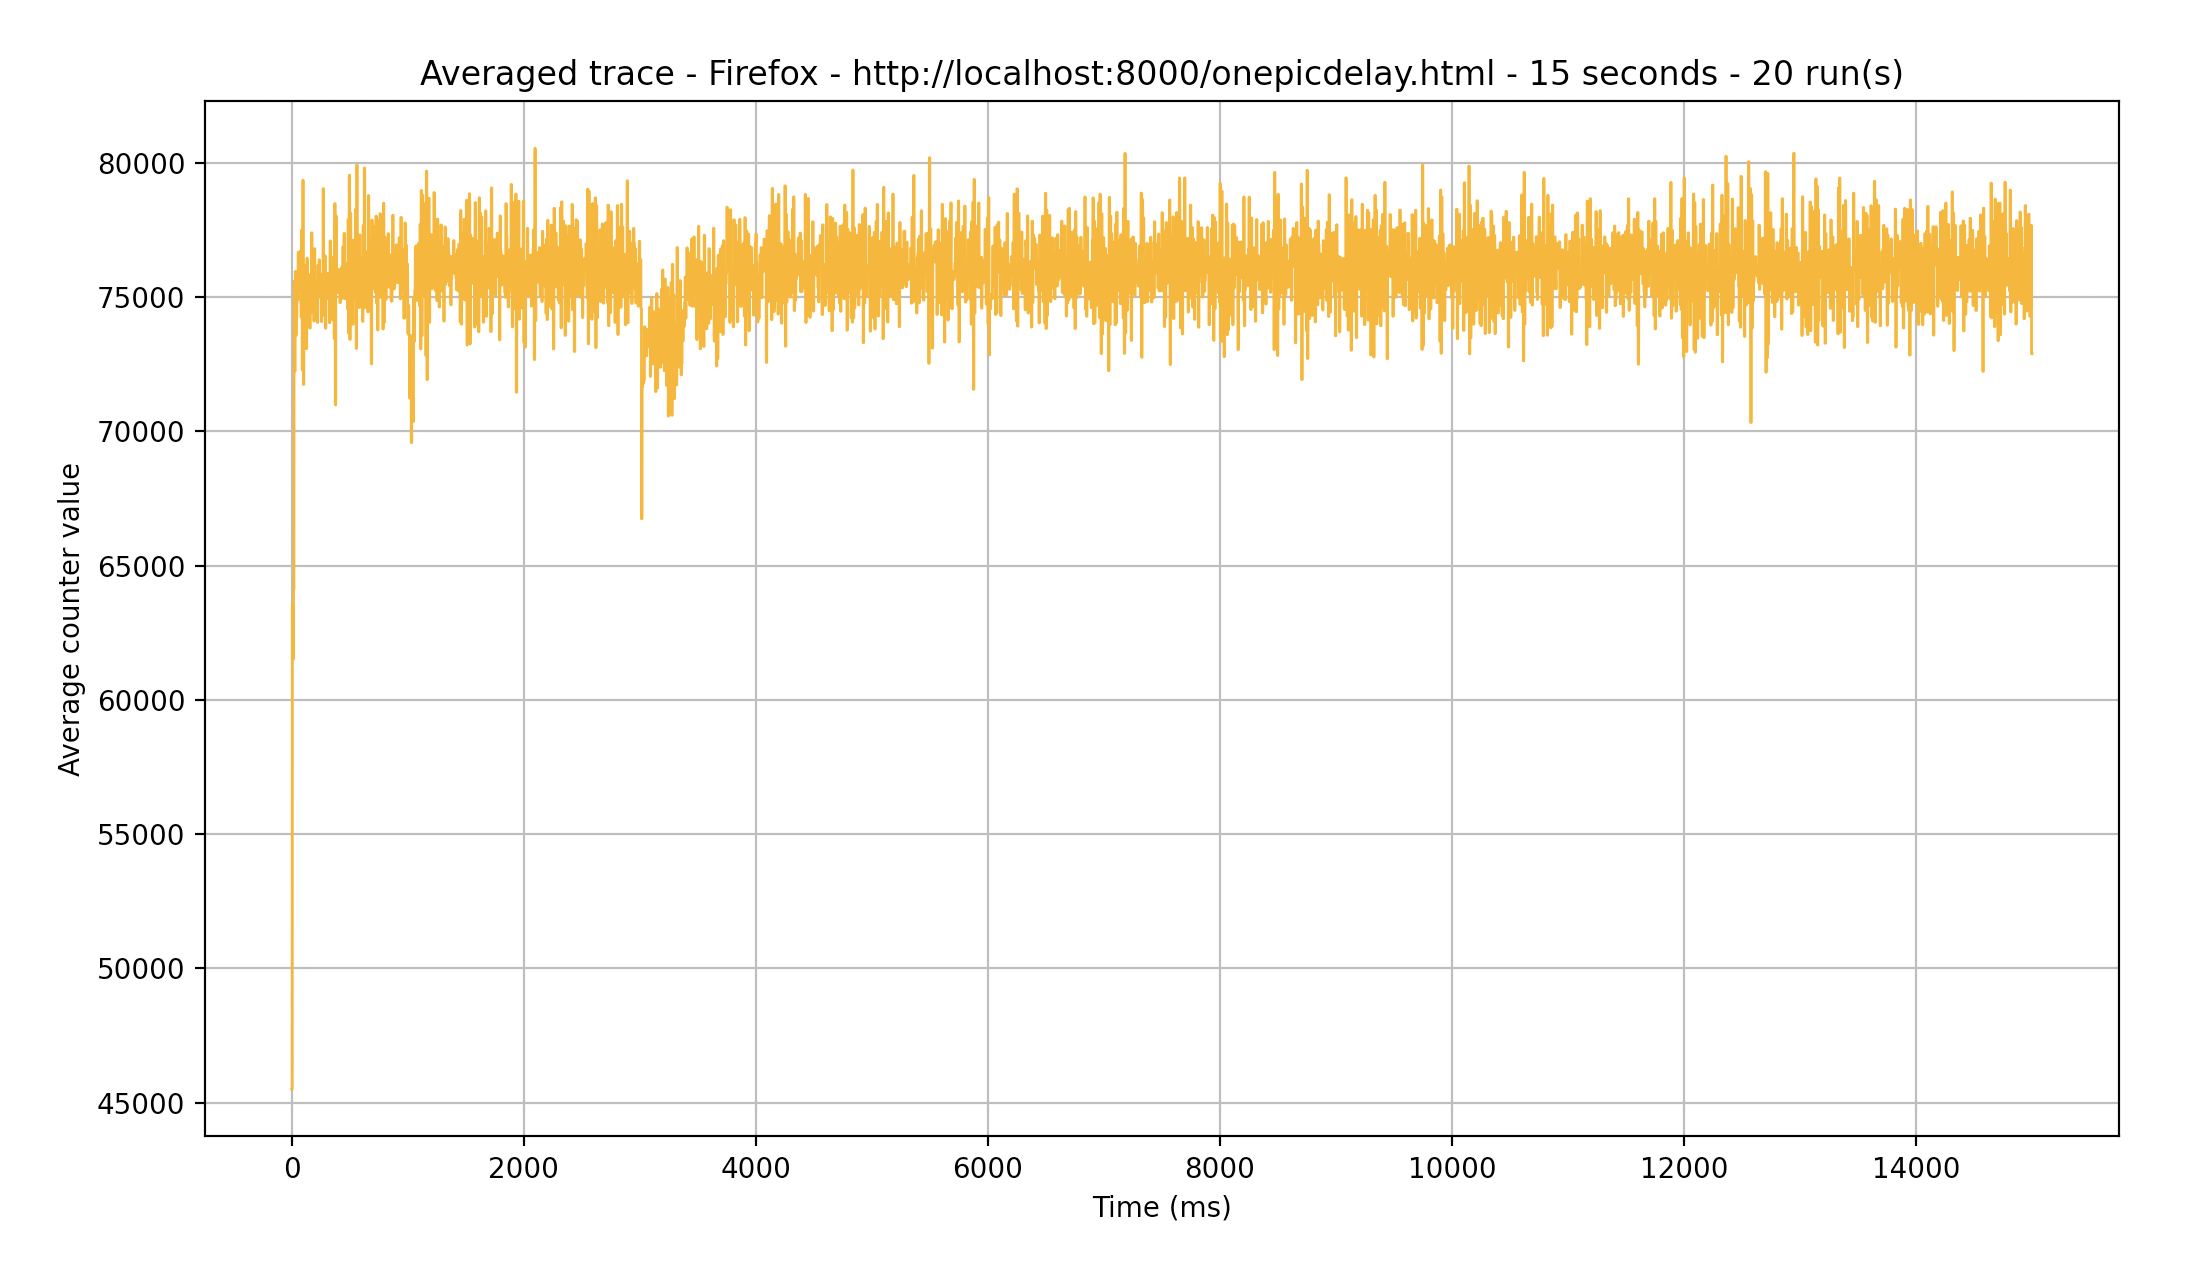 Averaged trace - Firefox - http://localhost:8000/onepicdelay.html - 15 seconds - 20 run(s)
80000
75000
70000
65000
60000
55000
50000
45000
Average counter value
0 2000 4000 6000 8000 10000 12000 14000
Time (ms)